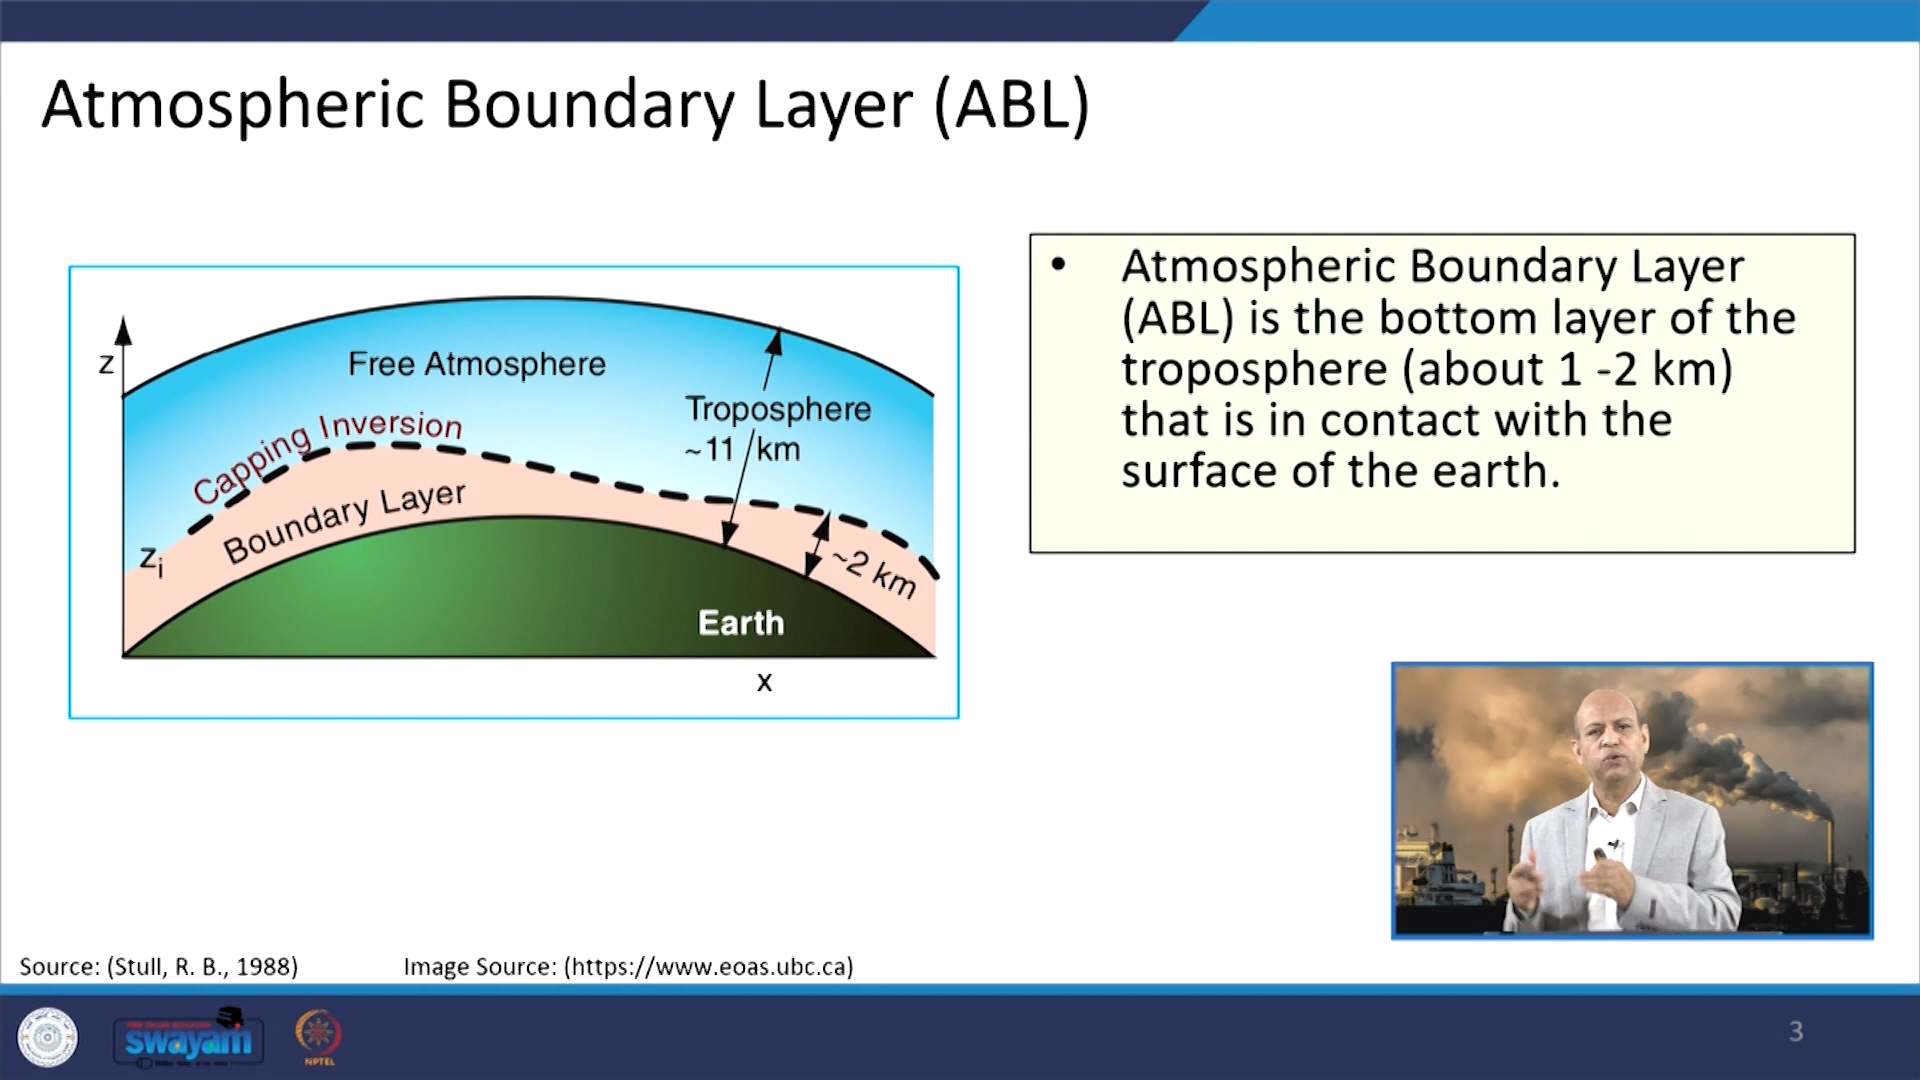 Atmospheric Boundary Layer (ABL)
z
Free Atmosphere
Capping Inversion
Troposphere
~11 km
Boundary Layer
zi
~2 km
Earth
x
• Atmospheric Boundary Layer
(ABL) is the bottom layer of the
troposphere (about 1 -2 km)
that is in contact with the
surface of the earth.
Source: (Stull, R. B., 1988)
Image Source: (https://www.eoas.ubc.ca)
swayam
NPTEL
3